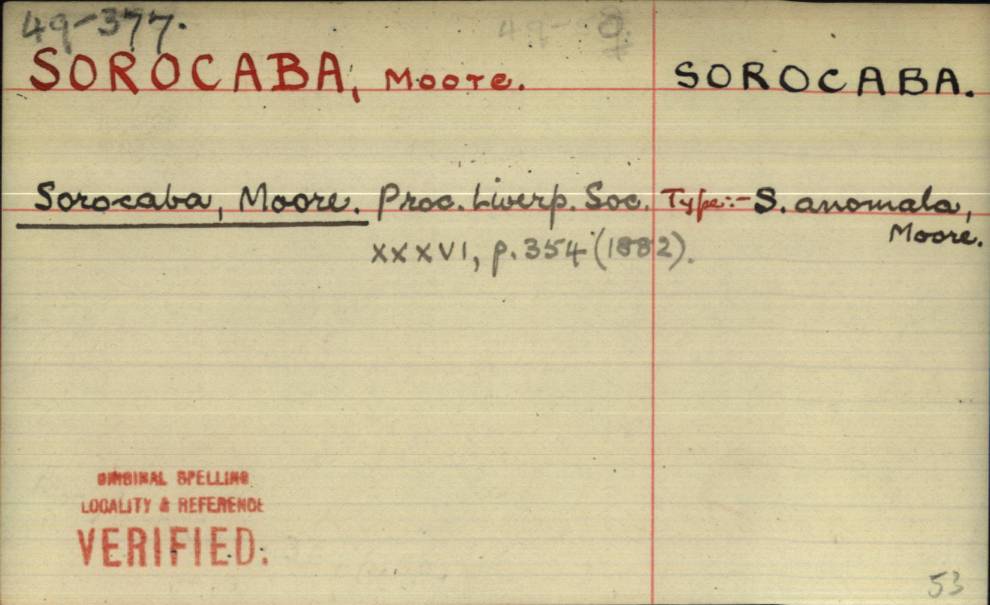 49-377.
SOROCABA, Moore. SOROCABA.
Sorocaba, Moore. Proc. Liverp. Soc. Type:- S. anomala,
Moore.
XXXVI, p. 354 (1882).
ORIGINAL SPELLING
LOCALITY & REFERENCE
VERIFIED.
53